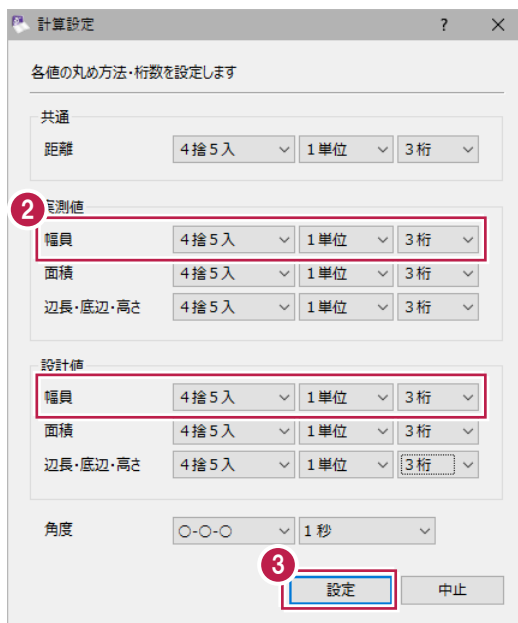 計算設定 ?
各値の丸め方法・桁数を設定します
共通
距離 4捨5入 1単位 3桁
2 実測値
幅員 4捨5入 1単位 3桁
面積 4捨5入 1単位 3桁
辺長・底辺・高さ 4捨5入 1単位 3桁
設計値
幅員 4捨5入 1単位 3桁
面積 4捨5入 1単位 3桁
辺長・底辺・高さ 4捨5入 1単位 3桁
角度 ○-○-○ 1秒
3
設定 中止